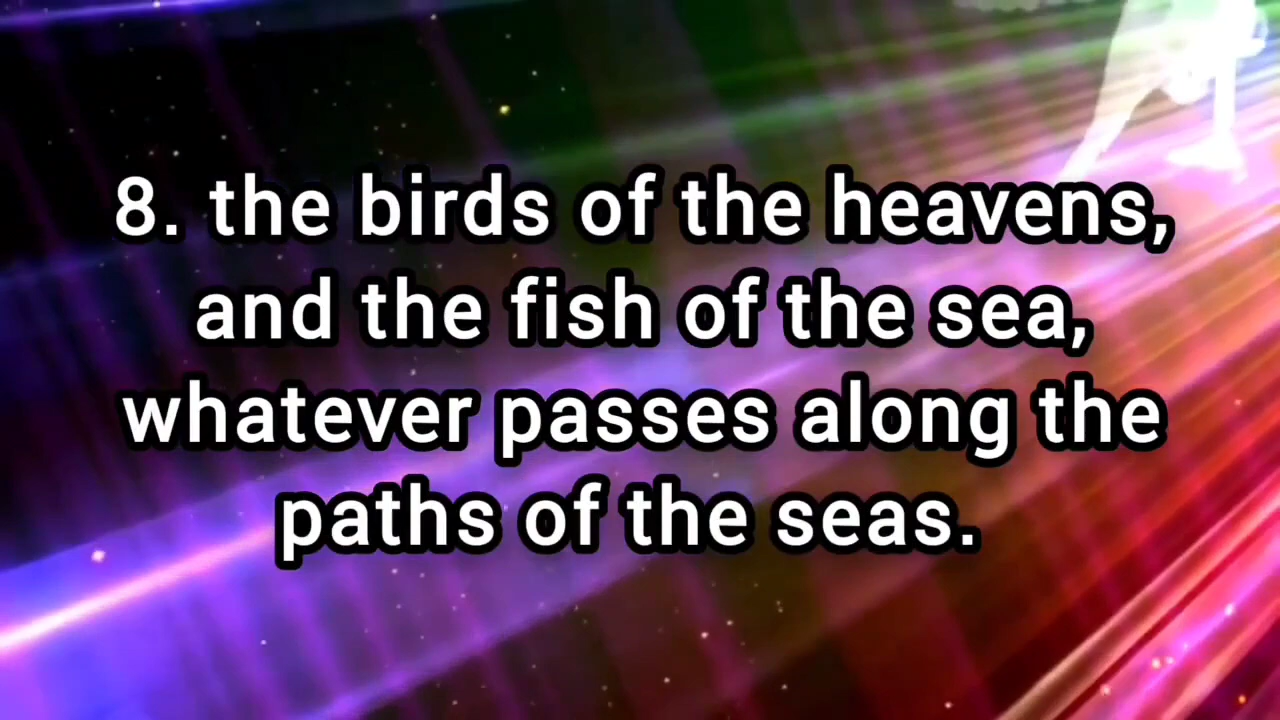 8. the birds of the heavens,
and the fish of the sea,
whatever passes along the
paths of the seas.